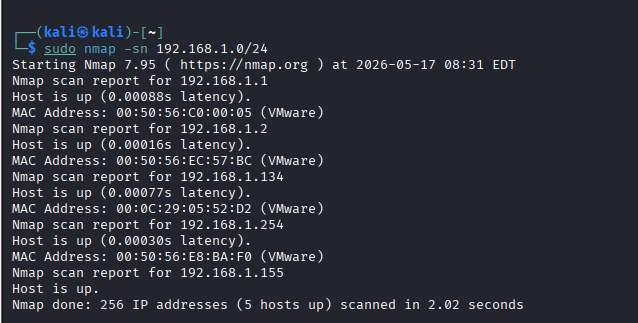 ┌──(kali㉿kali)-[~]
└─$ sudo nmap -sn 192.168.1.0/24
Starting Nmap 7.95 ( https://nmap.org ) at 2026-05-17 08:31 EDT
Nmap scan report for 192.168.1.1
Host is up (0.00088s latency).
MAC Address: 00:50:56:C0:00:05 (VMware)
Nmap scan report for 192.168.1.2
Host is up (0.00016s latency).
MAC Address: 00:50:56:EC:57:BC (VMware)
Nmap scan report for 192.168.1.134
Host is up (0.00077s latency).
MAC Address: 00:0C:29:05:52:D2 (VMware)
Nmap scan report for 192.168.1.254
Host is up (0.00030s latency).
MAC Address: 00:50:56:E8:BA:F0 (VMware)
Nmap scan report for 192.168.1.155
Host is up.
Nmap done: 256 IP addresses (5 hosts up) scanned in 2.02 seconds